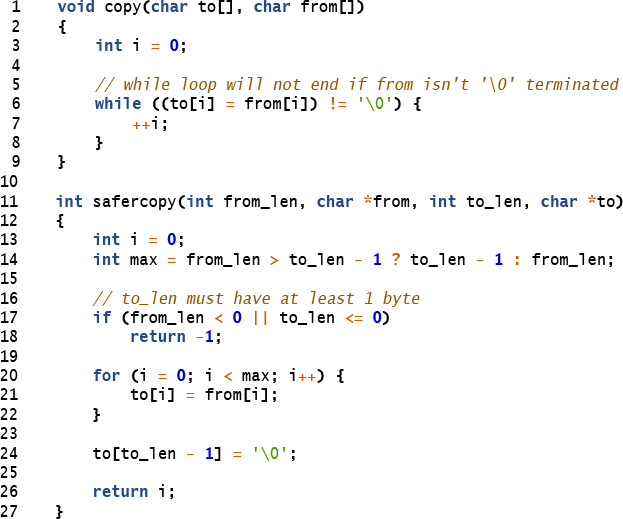 1 void copy(char to[], char from[])
2 {
3 int i = 0;
4
5 // while loop will not end if from isn't '\0' terminated
6 while ((to[i] = from[i]) != '\0') {
7 ++i;
8 }
9 }
10
11 int safercopy(int from_len, char *from, int to_len, char *to)
12 {
13 int i = 0;
14 int max = from_len > to_len - 1 ? to_len - 1 : from_len;
15
16 // to_len must have at least 1 byte
17 if (from_len < 0 || to_len <= 0)
18 return -1;
19
20 for (i = 0; i < max; i++) {
21 to[i] = from[i];
22 }
23
24 to[to_len - 1] = '\0';
25
26 return i;
27 }